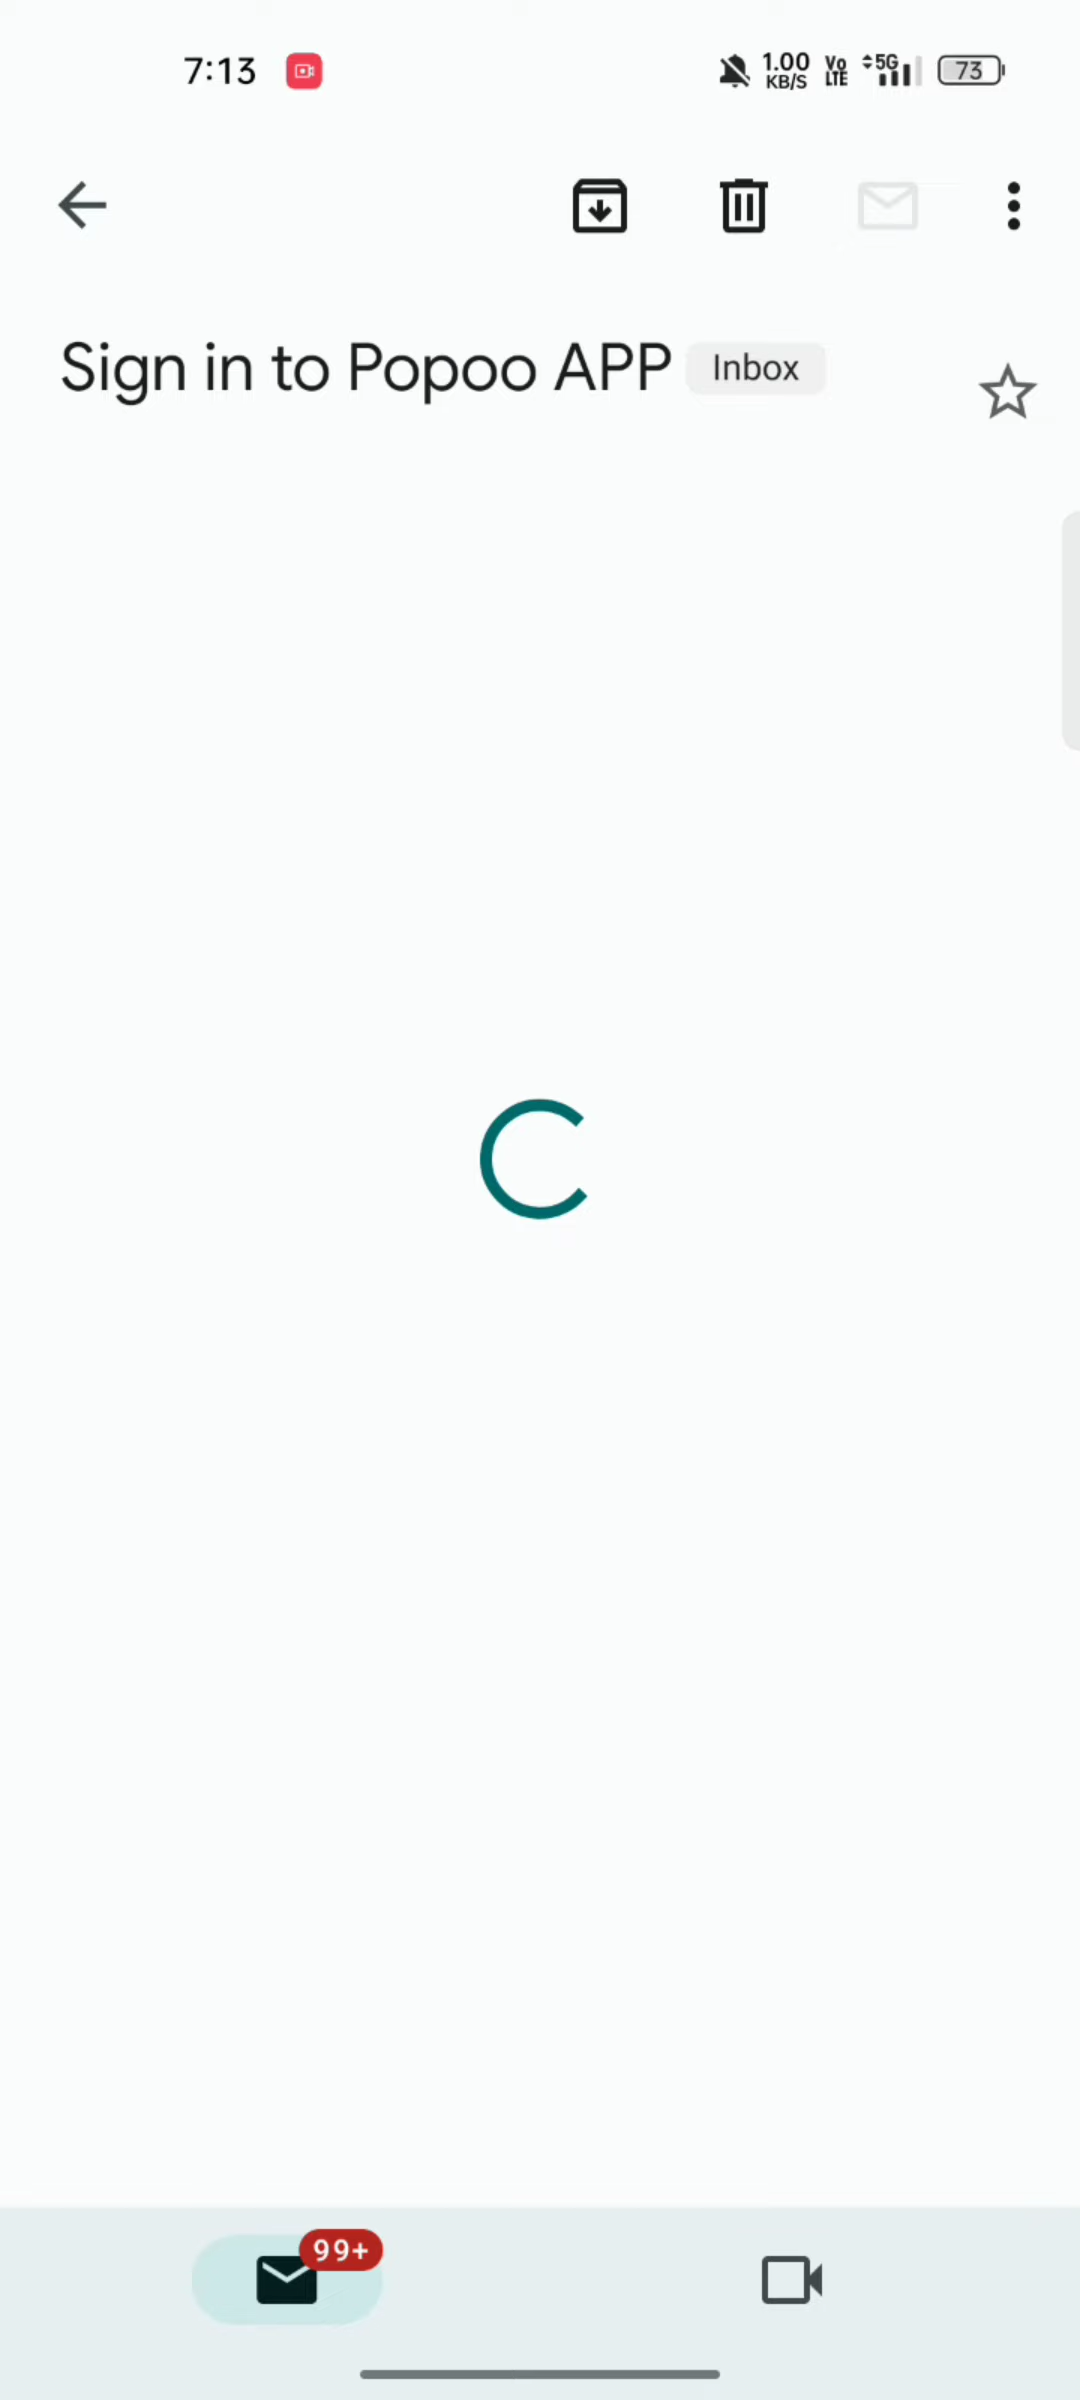 7:13
1.00
KB/S
Vo
LTE
5G
73
Sign in to Popoo APP
Inbox
99+